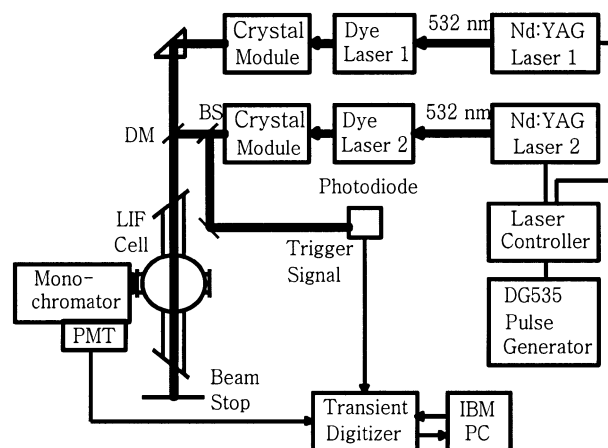 Crystal
Module
Dye
Laser 1
532 nm
Nd:YAG
Laser 1
DM
BS
Crystal
Module
Dye
Laser 2
532 nm
Nd:YAG
Laser 2
Photodiode
LIF
Cell
Trigger
Signal
Laser
Controller
Mono-
chromator
PMT
DG535
Pulse
Generator
Beam
Stop
Transient
Digitizer
IBM
PC